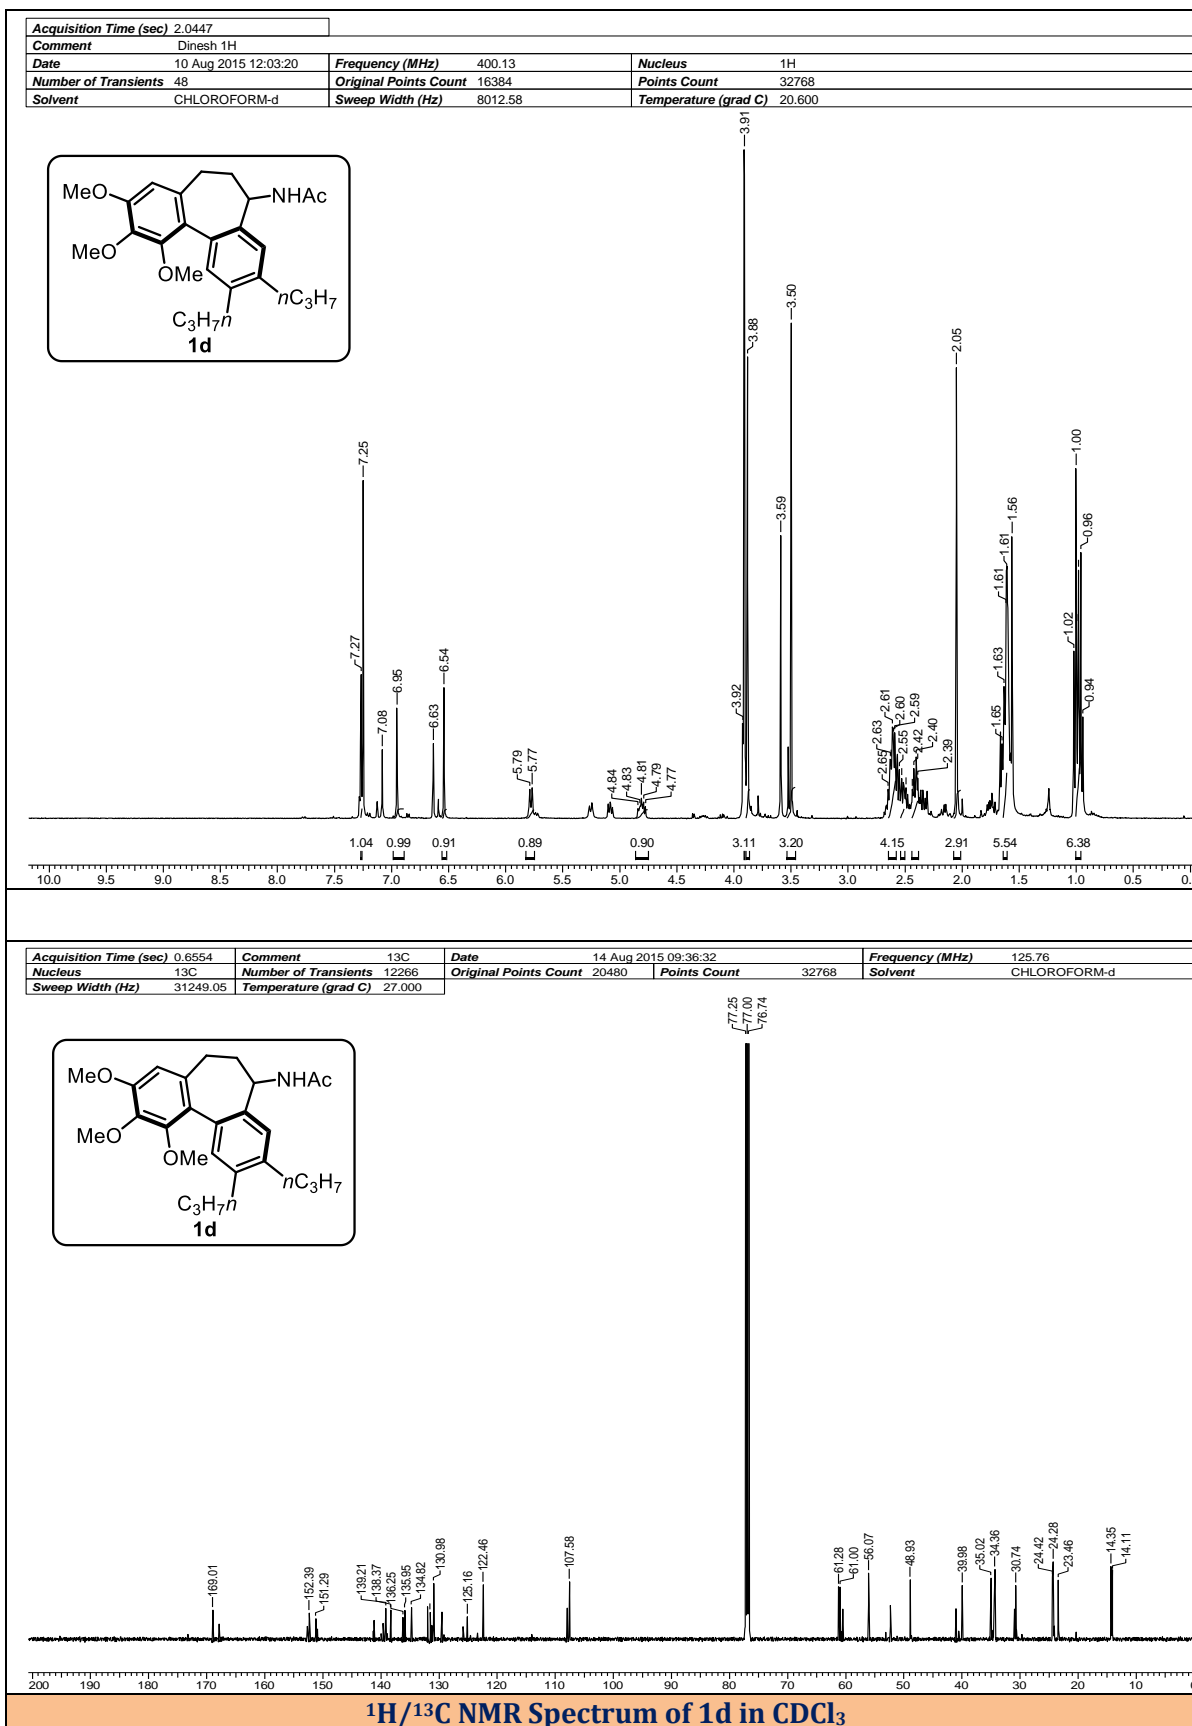 Acquisition Time (sec) 2.0447
Comment Dinesh 1H
Date 10 Aug 2015 12:03:20 Frequency (MHz) 400.13 Nucleus 1H
Number of Transients 48 Original Points Count 16384 Points Count 32768
Solvent CHLOROFORM-d Sweep Width (Hz) 8012.58 Temperature (grad C) 20.600
MeO NHAc
MeO
OMe
nC3H7
C3H7n
1d
7.27 7.25 7.08 6.95 6.63 6.54 5.79 5.77 4.84 4.83 4.81 4.79 4.77 3.92 3.91 3.88 3.59 3.50 2.65 2.63 2.61 2.60 2.59 2.55 2.42 2.40 2.39 2.05 1.65 1.63 1.61 1.61 1.56 1.02 1.00 0.96 0.94
1.04 0.99 0.91 0.89 0.90 3.11 3.20 4.15 2.91 5.54 6.38
10.0 9.5 9.0 8.5 8.0 7.5 7.0 6.5 6.0 5.5 5.0 4.5 4.0 3.5 3.0 2.5 2.0 1.5 1.0 0.5 0.
Acquisition Time (sec) 0.6554 Comment 13C Date 14 Aug 2015 09:36:32 Frequency (MHz) 125.76
Nucleus 13C Number of Transients 12266 Original Points Count 20480 Points Count 32768 Solvent CHLOROFORM-d
Sweep Width (Hz) 31249.05 Temperature (grad C) 27.000
MeO NHAc
MeO
OMe
nC3H7
C3H7n
1d
169.01 152.39 151.29 139.21 138.37 136.25 135.95 134.82 130.98 125.16 122.46 107.58 77.25 77.00 76.74 61.28 61.00 56.07 48.93 39.98 35.02 34.36 30.74 24.42 24.28 23.46 14.35 14.11
200 190 180 170 160 150 140 130 120 110 100 90 80 70 60 50 40 30 20 10 0
¹H/¹³C NMR Spectrum of 1d in CDCl₃